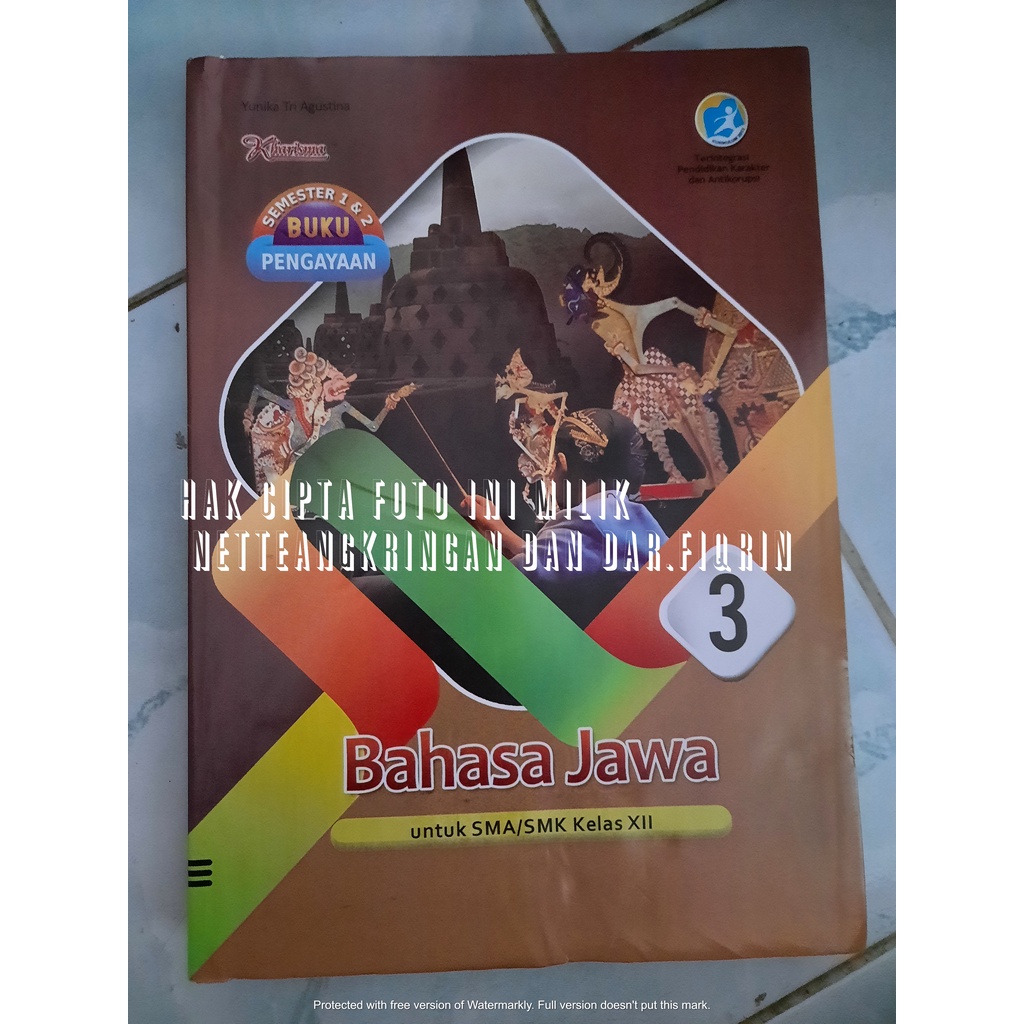 Yunika Tri Agustina
Kharisma
SEMESTER 1 & 2
BUKU
PENGAYAAN
Terintegrasi
Pendidikan Karakter
dan Antikorupsi
HAK CIPTA FOTO INI MILIK
NETTEANGKRINGAN DAN DAR.FIQRIN
3
Bahasa Jawa
untuk SMA/SMK Kelas XII
Protected with free version of Watermarkly. Full version doesn't put this mark.